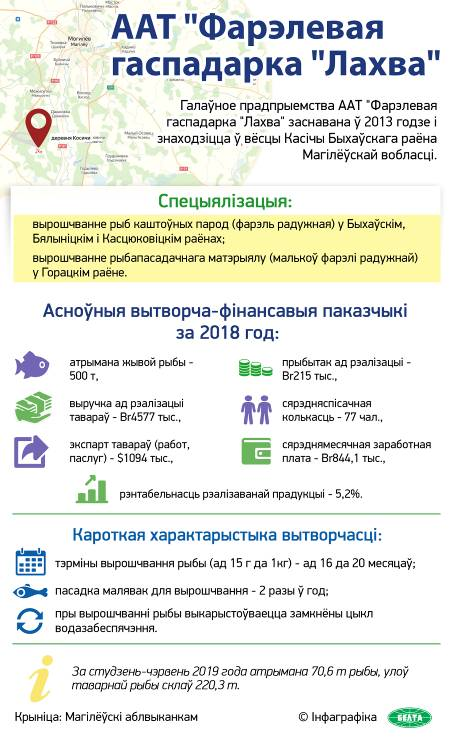 ААТ "Фарэлевая
гаспадарка "Лахва"
Магілёў
деревня Косичи
Галаўное прадпрыемства ААТ "Фарэлевая
гаспадарка "Лахва" заснавана ў 2013 годзе і
знаходзіцца ў вёсцы Касічы Быхаўскага раёна
Магілёўскай вобласці.
Спецыялізацыя:
вырошчванне рыб каштоўных парод (фарэль радужная) у Быхаўскім,
Бялыніцкім і Касцюковіцкім раёнах;
вырошчванне рыбапасадачнага матэрыялу (малькоў фарэлі радужнай)
у Горацкім раёне.
Асноўныя вытворча-фінансавыя паказчыкі
за 2018 год:
атрымана жывой рыбы -
500 т,
прыбытак ад рэалізацыі -
Br215 тыс.,
выручка ад рэалізацыі
тавараў - Br4577 тыс.,
сярэдняспісачная
колькасць - 77 чал.,
экспарт тавараў (работ,
паслуг) - $1094 тыс.,
сярэднямесячная заработная
плата - Br844,1 тыс.,
рэнтабельнасць рэалізаванай прадукцыі - 5,2%.
Кароткая характарыстыка вытворчасці:
тэрміны вырошчвання рыбы (ад 15 г да 1кг) - ад 16 да 20 месяцаў;
пасадка малявак для вырошчвання - 2 разы ў год;
пры вырошчванні рыбы выкарыстоўваецца замкнёны цыкл
водазабеспячэння.
За студзень-чэрвень 2019 года атрымана 70,6 т рыбы, улоў
таварнай рыбы склаў 220,3 т.
Крыніца: Магілёўскі аблвыканкам
© Інфаграфіка
БЕЛТА